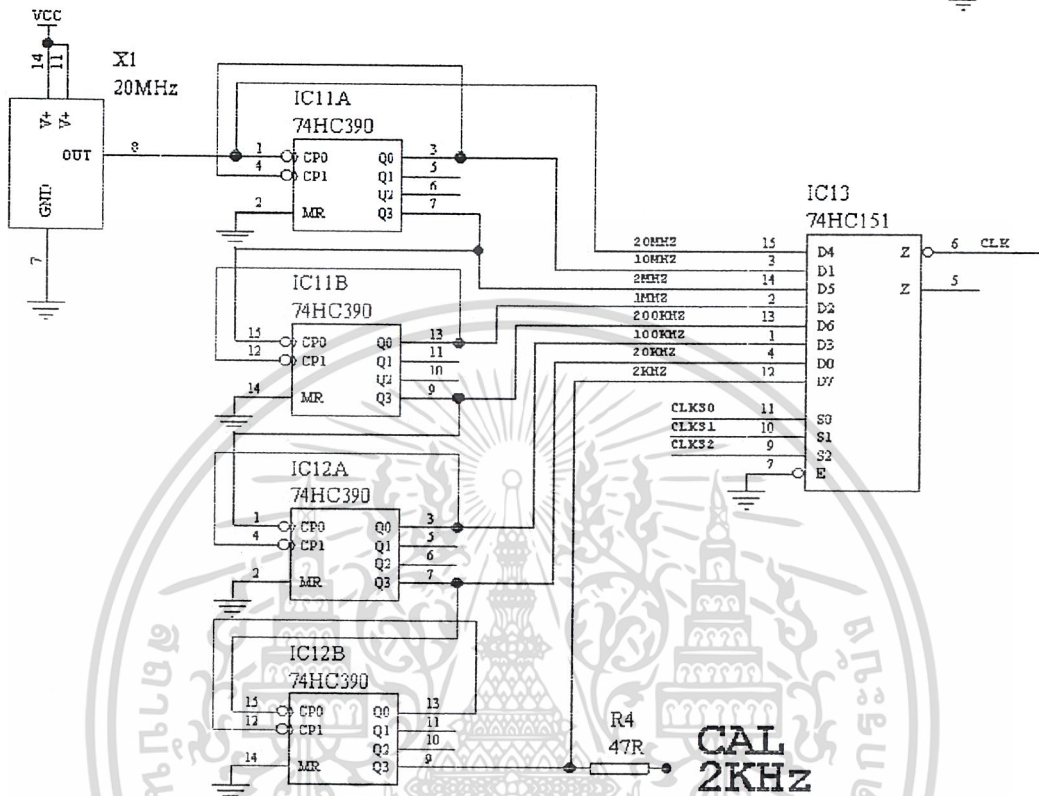 VCC
14
11
X1
20MHz
V+
V+
OUT
8
GND
7
IC11A
74HC390
1
CP0
Q0
3
4
CP1
Q1
5
Q2
6
2
MR
Q3
7
IC11B
74HC390
15
CP0
Q0
13
12
CP1
Q1
11
Q2
10
14
MR
Q3
9
IC12A
74HC390
1
CP0
Q0
3
4
CP1
Q1
5
Q2
6
2
MR
Q3
7
IC12B
74HC390
15
CP0
Q0
13
12
CP1
Q1
11
Q2
10
14
MR
Q3
9
R4
47R
CAL
2KHz
IC13
74HC151
20MHZ
15
D4
Z
6
CLK
10MHZ
3
D1
2MHZ
14
D5
Z
5
1MHZ
2
D2
200KHZ
13
D6
100KHZ
1
D3
20KHZ
4
D0
2KHZ
12
D7
CLKS0
11
S0
CLKS1
10
S1
CLKS2
9
S2
7
E